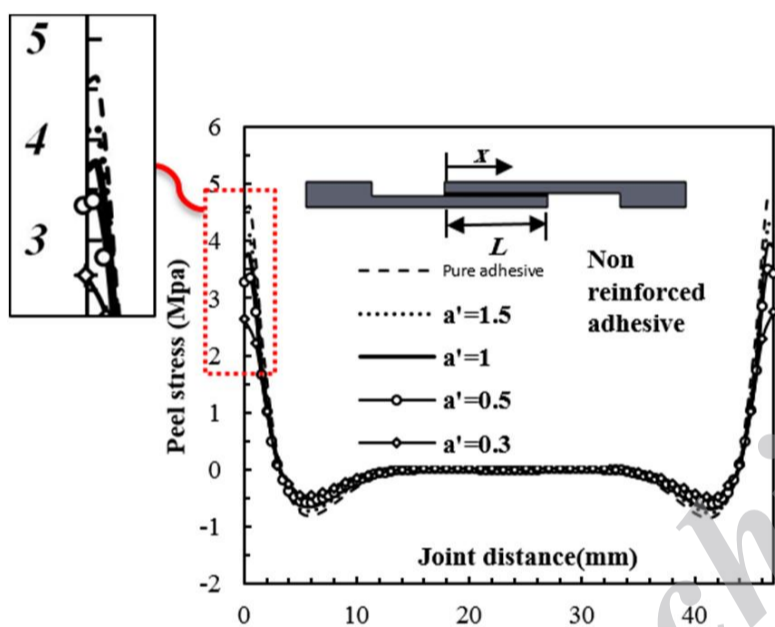 5
4
3
6
5
4
3
2
1
0
-1
-2
Peel stress (Mpa)
x
L
Pure adhesive
a'=1.5
a'=1
a'=0.5
a'=0.3
Non
reinforced
adhesive
Joint distance(mm)
0
10
20
30
40